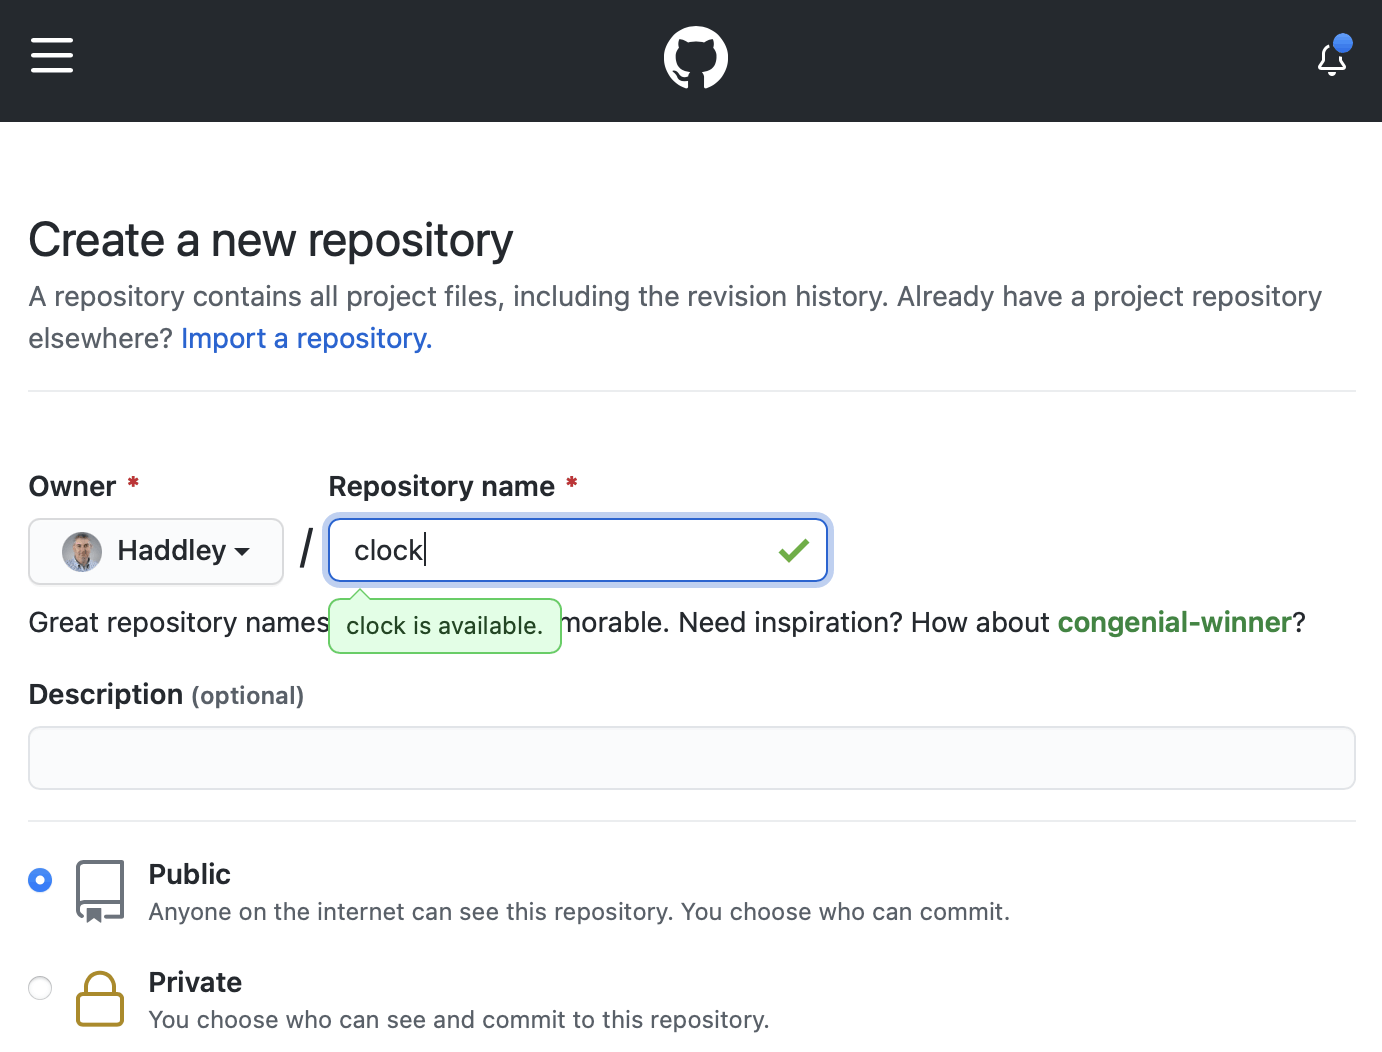 Create a new repository
A repository contains all project files, including the revision history. Already have a project repository
elsewhere? Import a repository.
Owner * Repository name *
Haddley / clock
Great repository names morable. Need inspiration? How about congenial-winner?
clock is available.
Description (optional)
Public
Anyone on the internet can see this repository. You choose who can commit.
Private
You choose who can see and commit to this repository.